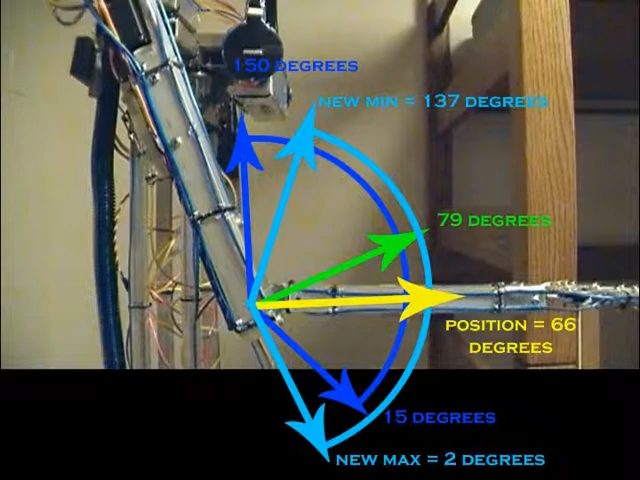 150 DEGREES
NEW MIN = 137 DEGREES
79 DEGREES
POSITION = 66
DEGREES
15 DEGREES
NEW MAX = 2 DEGREES